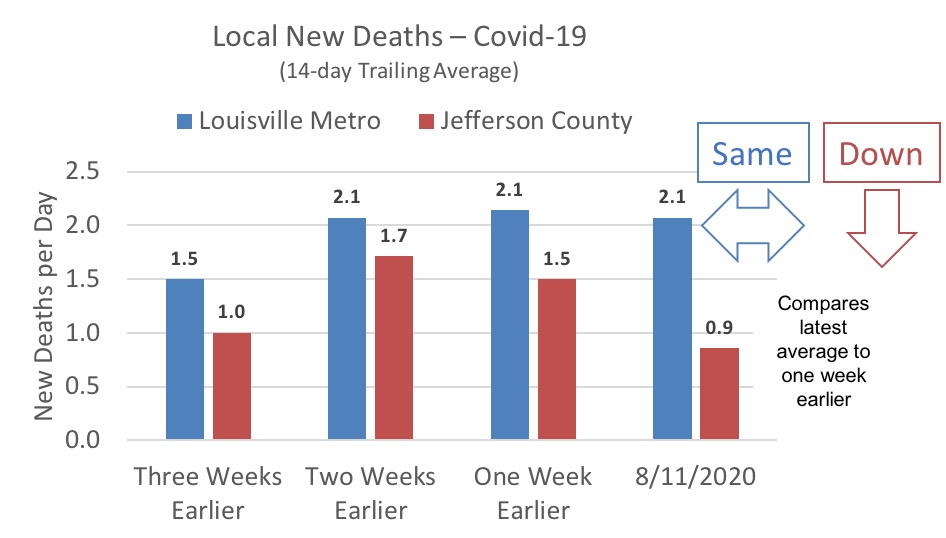 Local New Deaths – Covid-19
(14-day Trailing Average)
Louisville Metro Jefferson County
Same Down
New Deaths per Day
2.5
2.0
1.5
1.0
0.5
0.0
1.5
1.0
2.1
1.7
2.1
1.5
2.1
0.9
Compares
latest
average to
one week
earlier
Three Weeks
Earlier
Two Weeks
Earlier
One Week
Earlier
8/11/2020